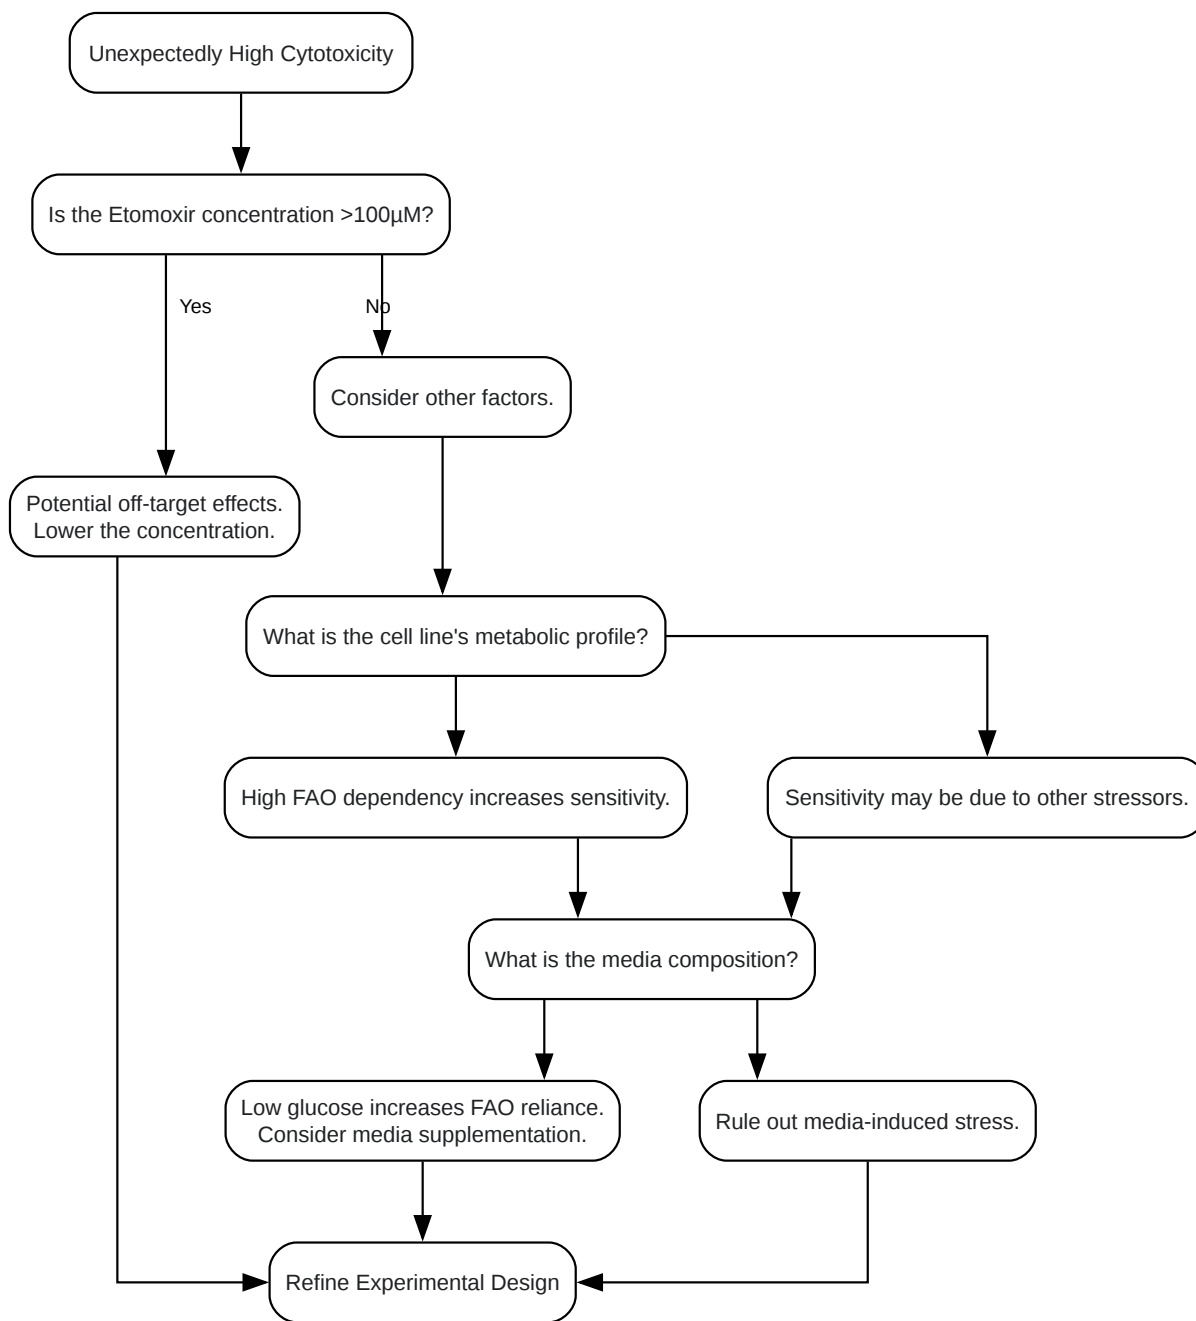 Unexpectedly High Cytotoxicity
Is the Etomoxir concentration >100µM?
Yes
No
Consider other factors.
Potential off-target effects.
Lower the concentration.
What is the cell line's metabolic profile?
High FAO dependency increases sensitivity.
Sensitivity may be due to other stressors.
What is the media composition?
Low glucose increases FAO reliance.
Consider media supplementation.
Rule out media-induced stress.
Refine Experimental Design